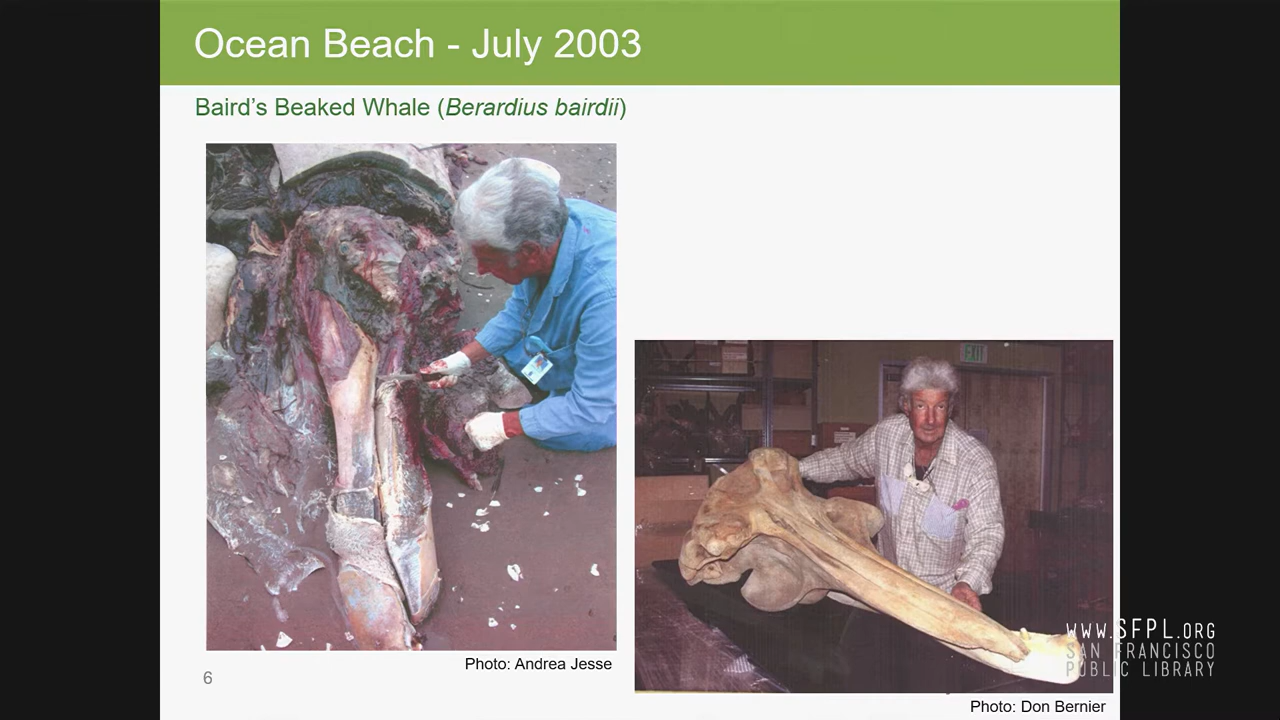 Ocean Beach - July 2003
Baird's Beaked Whale (Berardius bairdii)
EXIT
Photo: Andrea Jesse
6
WWW.SFPL.ORG
SAN FRANCISCO
PUBLIC LIBRARY
Photo: Don Bernier